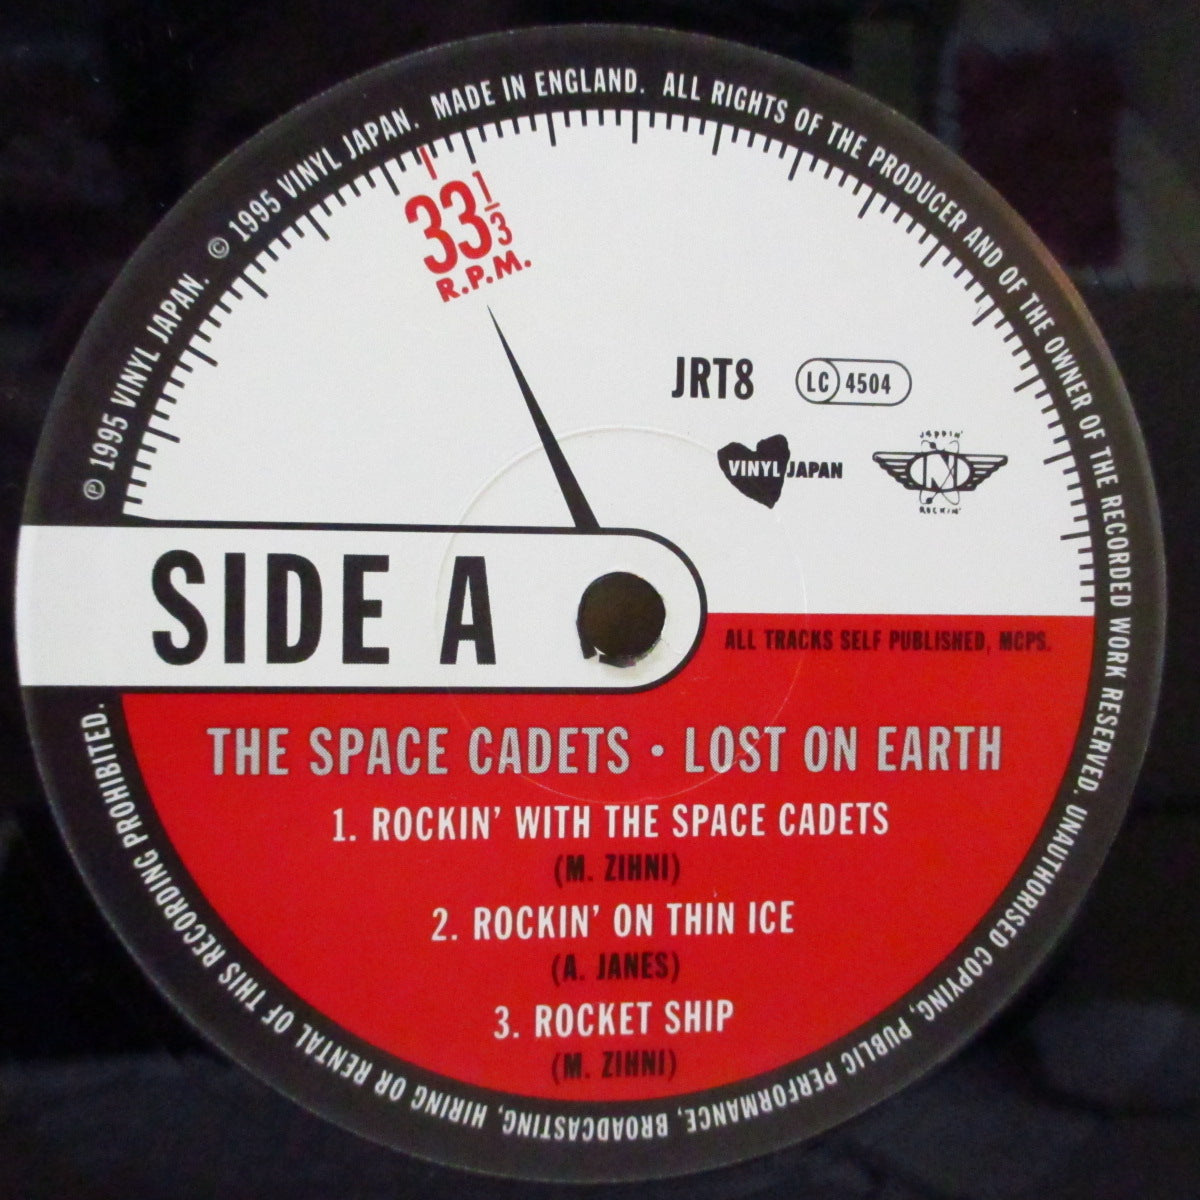 ℗ 1995 VINYL JAPAN. © 1995 VINYL JAPAN. MADE IN ENGLAND. ALL RIGHTS OF THE PRODUCER AND OF THE OWNER OF THE RECORDED WORK RESERVED. UNAUTHORISED COPYING, PUBLIC PERFORMANCE, BROADCASTING, HIRING OR RENTAL OF THIS RECORDING PROHIBITED.
33 1/3
R.P.M.
JRT8 LC 4504
VINYL JAPAN
JAPPIN'
N
ROCKIN'
SIDE A
ALL TRACKS SELF PUBLISHED, MCPS.
THE SPACE CADETS • LOST ON EARTH
1. ROCKIN' WITH THE SPACE CADETS
(M. ZIHNI)
2. ROCKIN' ON THIN ICE
(A. JANES)
3. ROCKET SHIP
(M. ZIHNI)